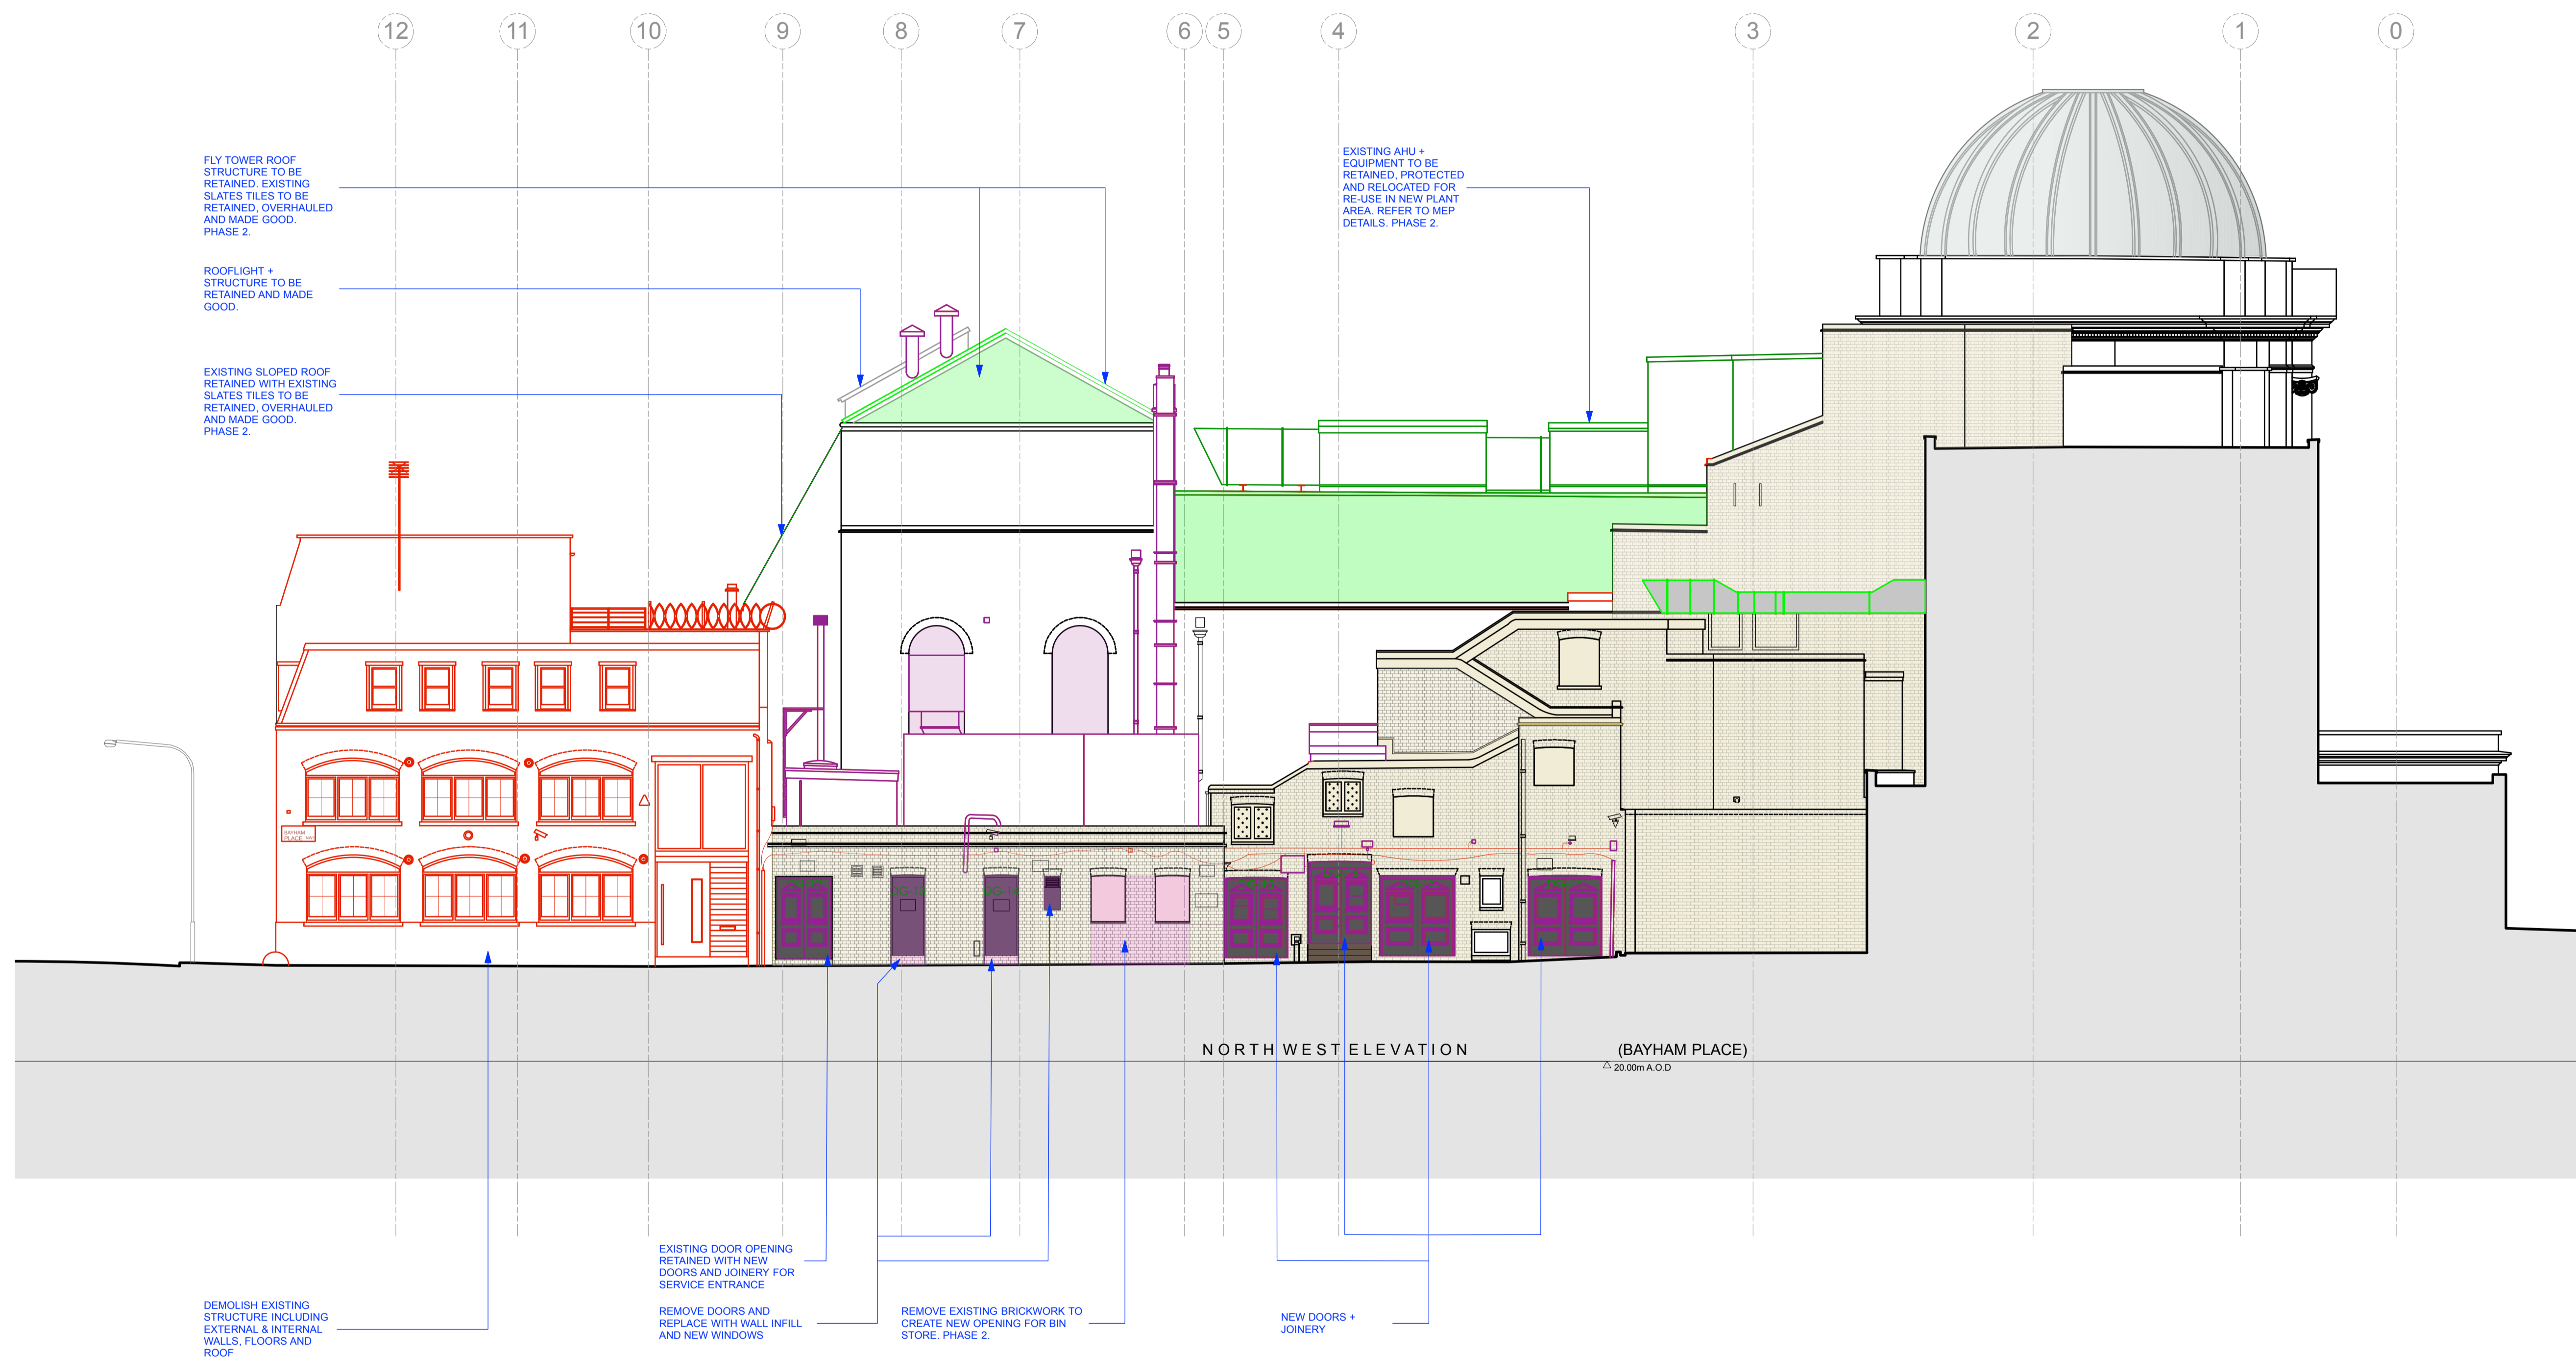 12 11 10 9 8 7 6 5 4 3 2 1 0
FLY TOWER ROOF
STRUCTURE TO BE
RETAINED. EXISTING
SLATES TILES TO BE
RETAINED, OVERHAULED
AND MADE GOOD.
PHASE 2.
EXISTING AHU +
EQUIPMENT TO BE
RETAINED, PROTECTED
AND RELOCATED FOR
RE-USE IN NEW PLANT
AREA. REFER TO MEP
DETAILS. PHASE 2.
ROOFLIGHT +
STRUCTURE TO BE
RETAINED AND MADE
GOOD.
EXISTING SLOPED ROOF
RETAINED WITH EXISTING
SLATES TILES TO BE
RETAINED, OVERHAULED
AND MADE GOOD.
PHASE 2.
BAYHAM
PLACE
NORTH WEST ELEVATION (BAYHAM PLACE)
20.00m A.O.D
EXISTING DOOR OPENING
RETAINED WITH NEW
DOORS AND JOINERY FOR
SERVICE ENTRANCE
DEMOLISH EXISTING
STRUCTURE INCLUDING
EXTERNAL & INTERNAL
WALLS, FLOORS AND
ROOF
REMOVE DOORS AND
REPLACE WITH WALL INFILL
AND NEW WINDOWS
REMOVE EXISTING BRICKWORK TO
CREATE NEW OPENING FOR BIN
STORE. PHASE 2.
NEW DOORS +
JOINERY